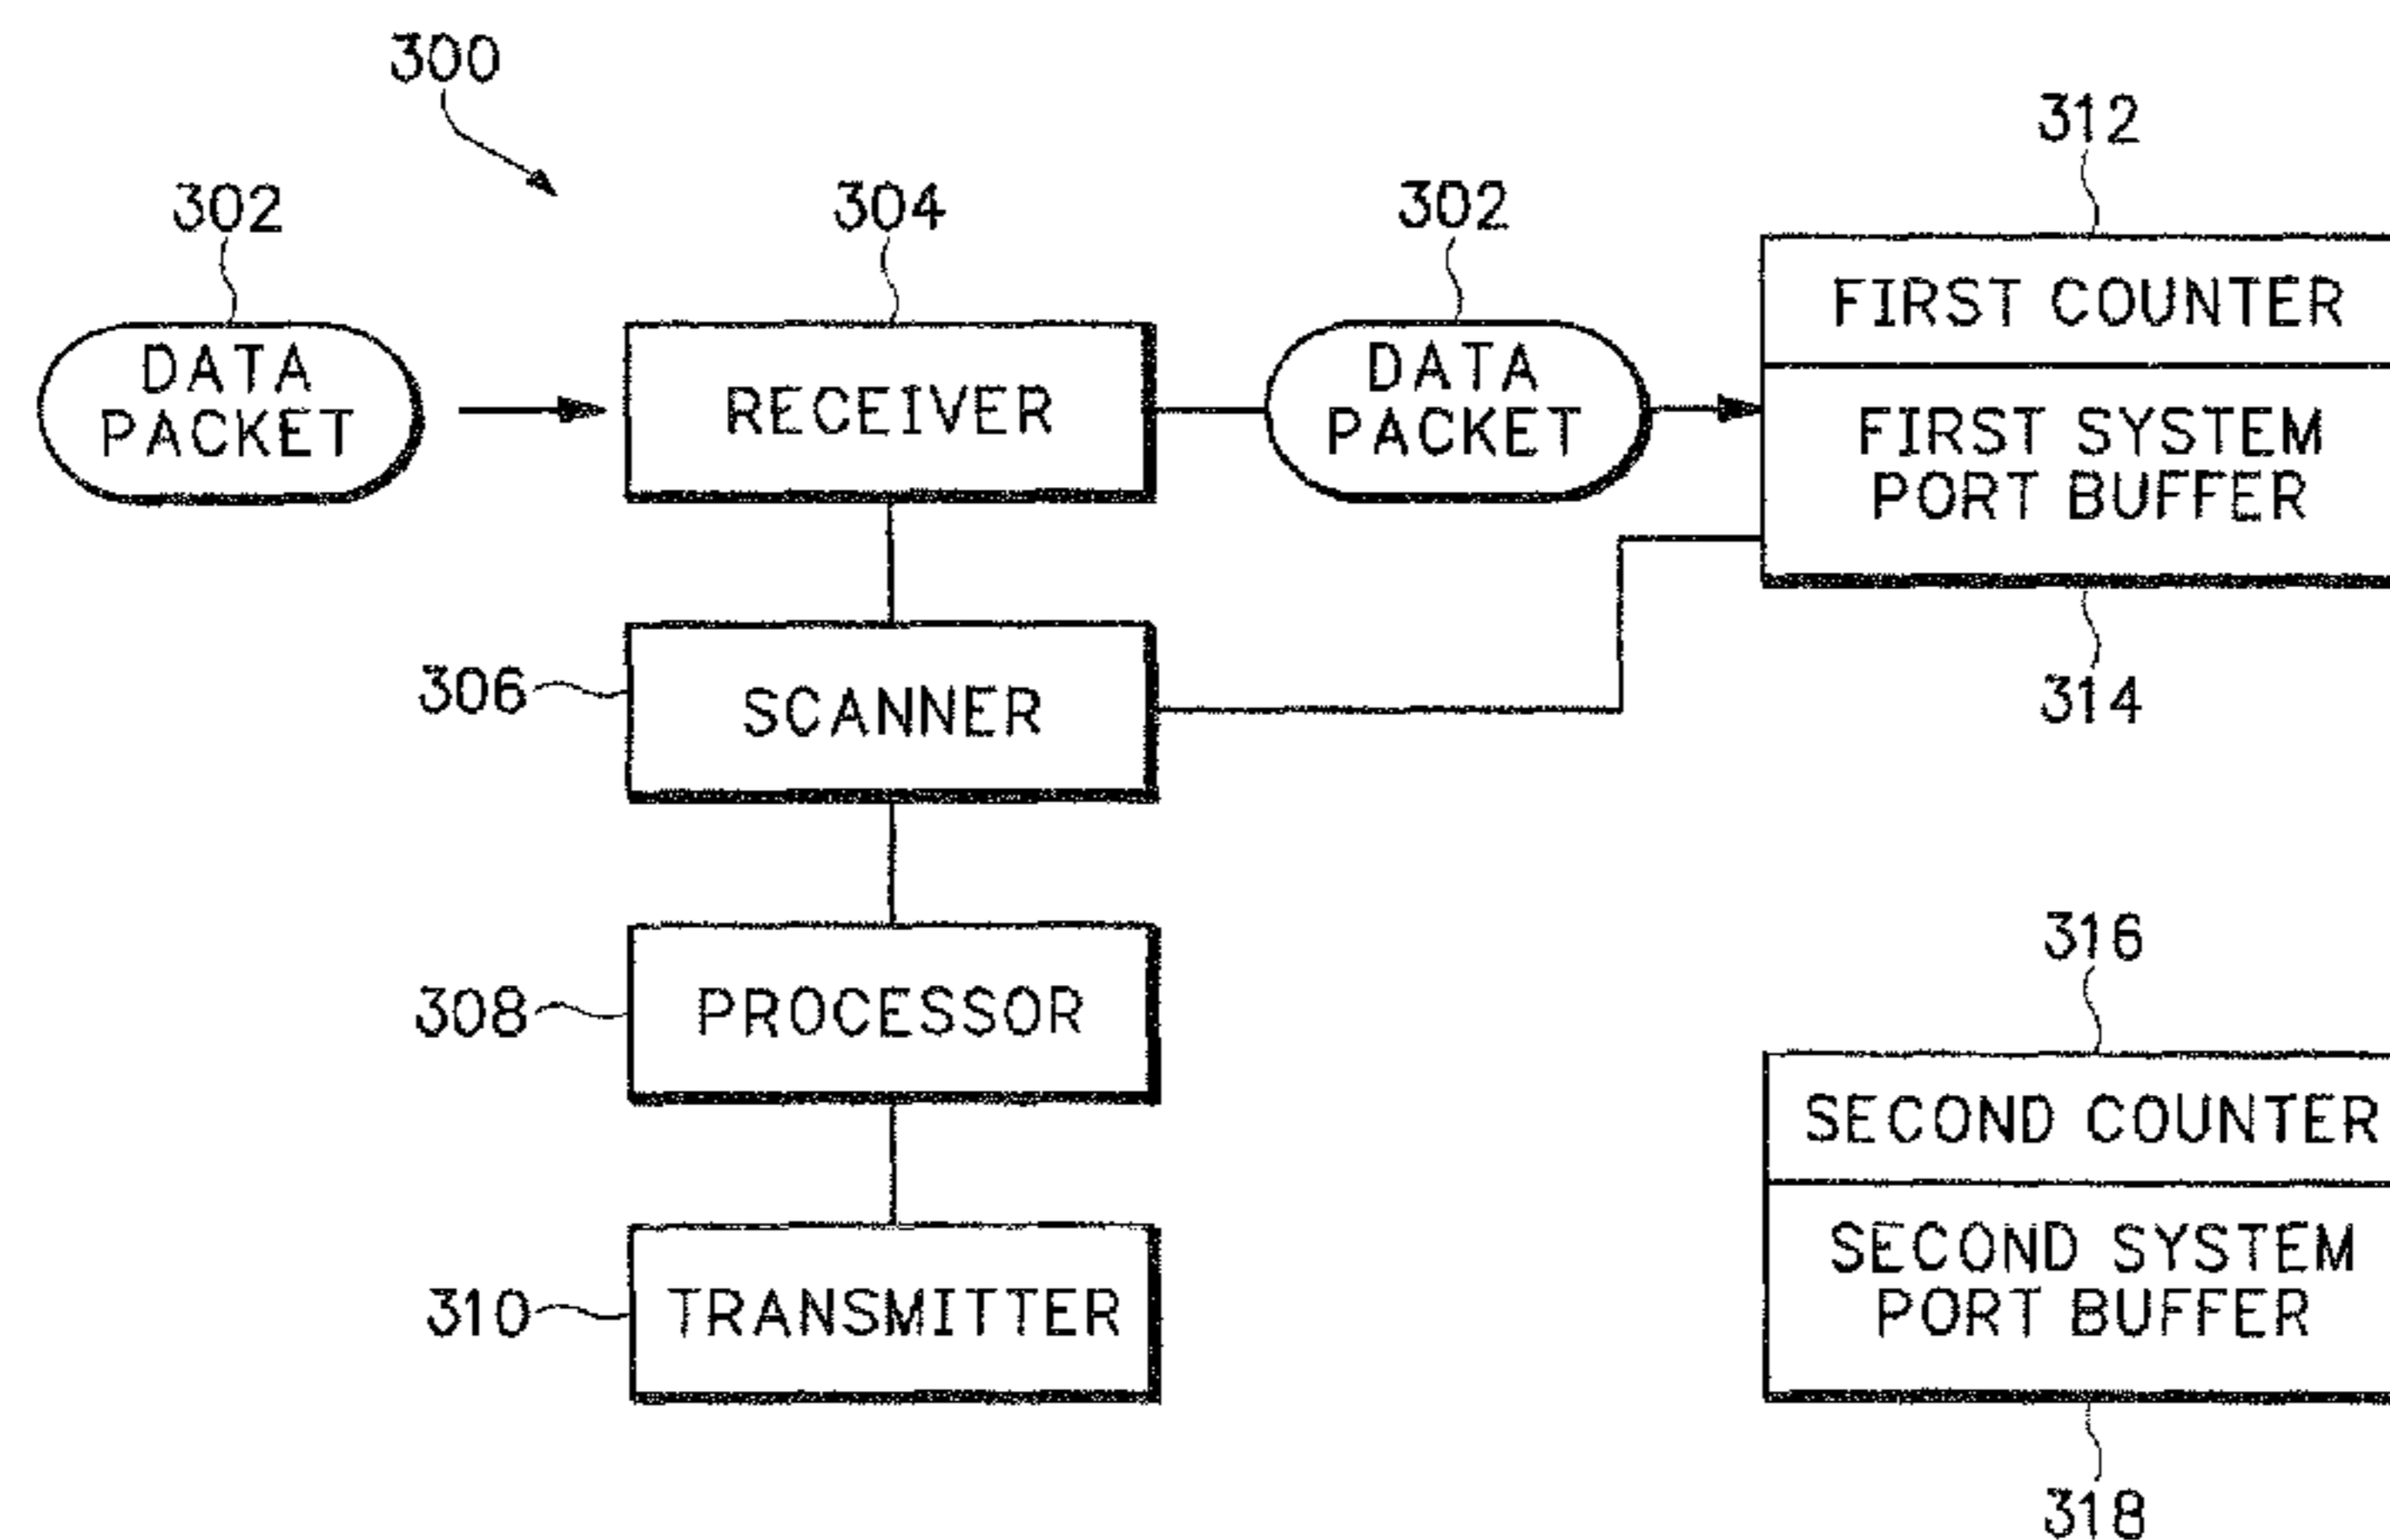 300
312
302
304
302
FIRST COUNTER
DATA
PACKET
RECEIVER
DATA
PACKET
FIRST SYSTEM
PORT BUFFER
306
SCANNER
314
316
308
PROCESSOR
SECOND COUNTER
SECOND SYSTEM
PORT BUFFER
310
TRANSMITTER
318